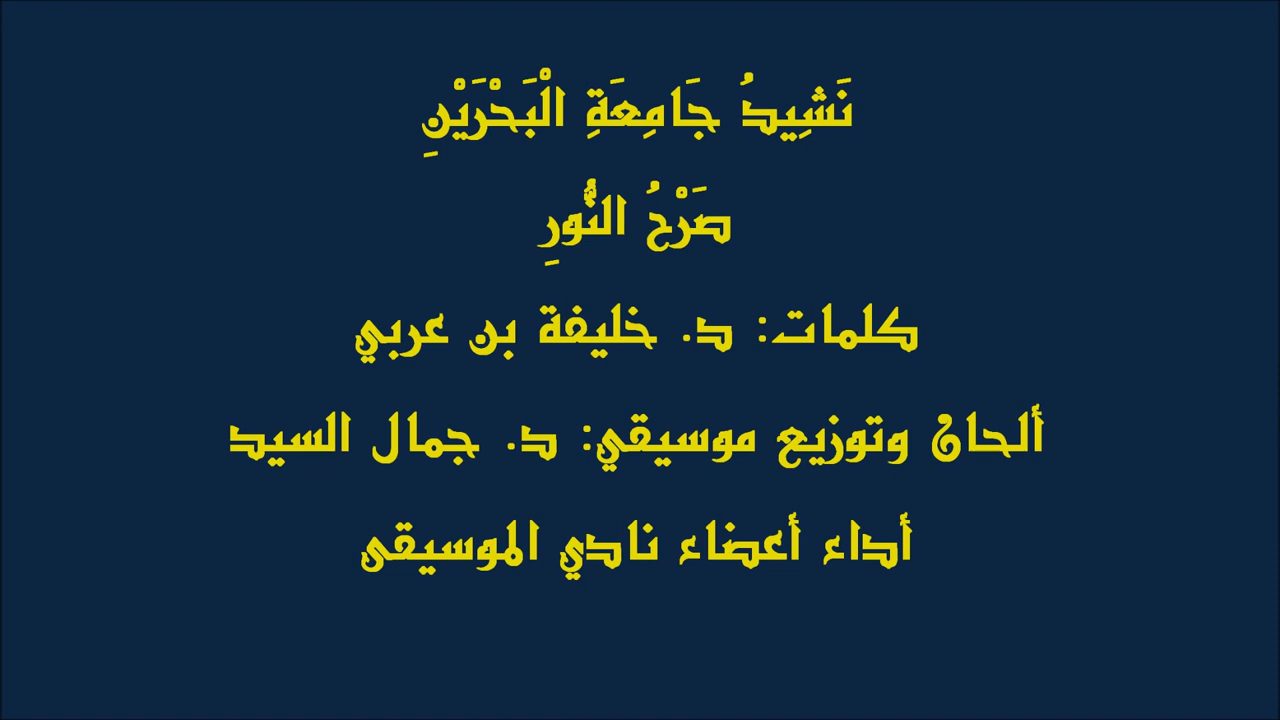 نَشِيدُ جَامِعَةِ الْبَحْرَيْنِ
صَرْحُ النُّورِ
كلمات: د. خليفة بن عربي
ألحان وتوزيع موسيقي: د. جمال السيد
أداء أعضاء نادي الموسيقى